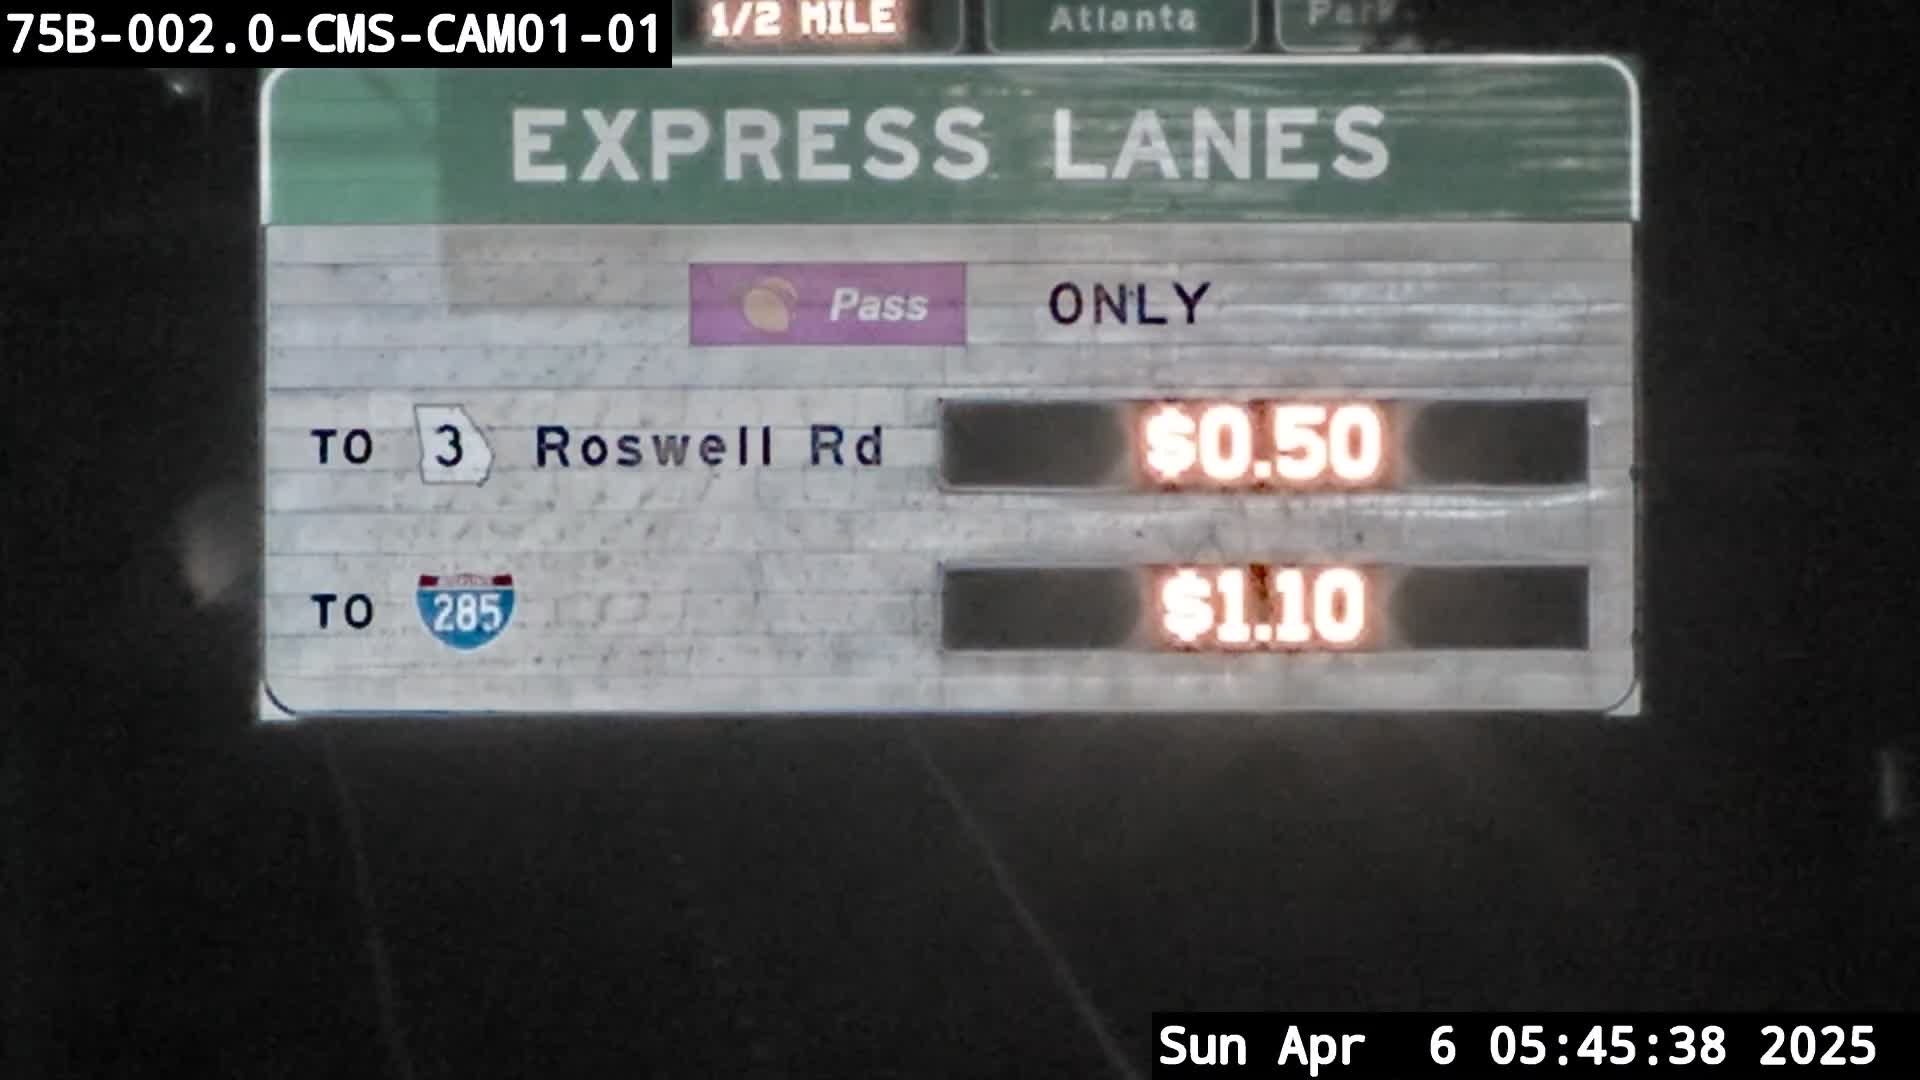 75B-002.0-CMS-CAM01-01
1/2 MILE
Atlanta
Park
EXPRESS LANES
Pass ONLY
TO 3 Roswell Rd $0.50
TO 285 $1.10
Sun Apr 6 05:45:38 2025